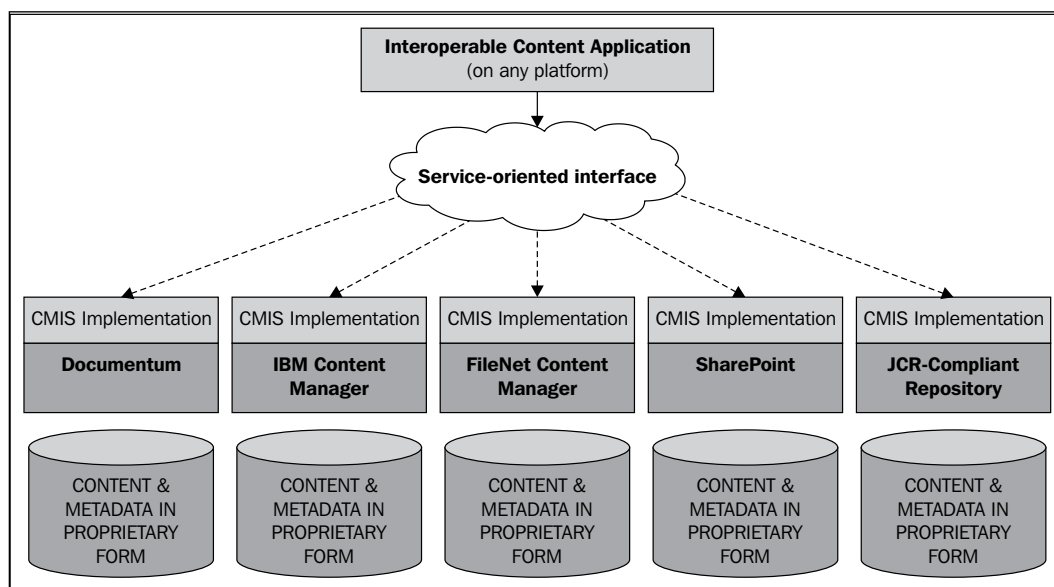 Interoperable Content Application
(on any platform)
Service-oriented interface
CMIS Implementation
Documentum
CMIS Implementation
IBM Content
Manager
CMIS Implementation
FileNet Content
Manager
CMIS Implementation
SharePoint
CMIS Implementation
JCR-Compliant
Repository
CONTENT &
METADATA IN
PROPRIETARY
FORM
CONTENT &
METADATA IN
PROPRIETARY
FORM
CONTENT &
METADATA IN
PROPRIETARY
FORM
CONTENT &
METADATA IN
PROPRIETARY
FORM
CONTENT &
METADATA IN
PROPRIETARY
FORM